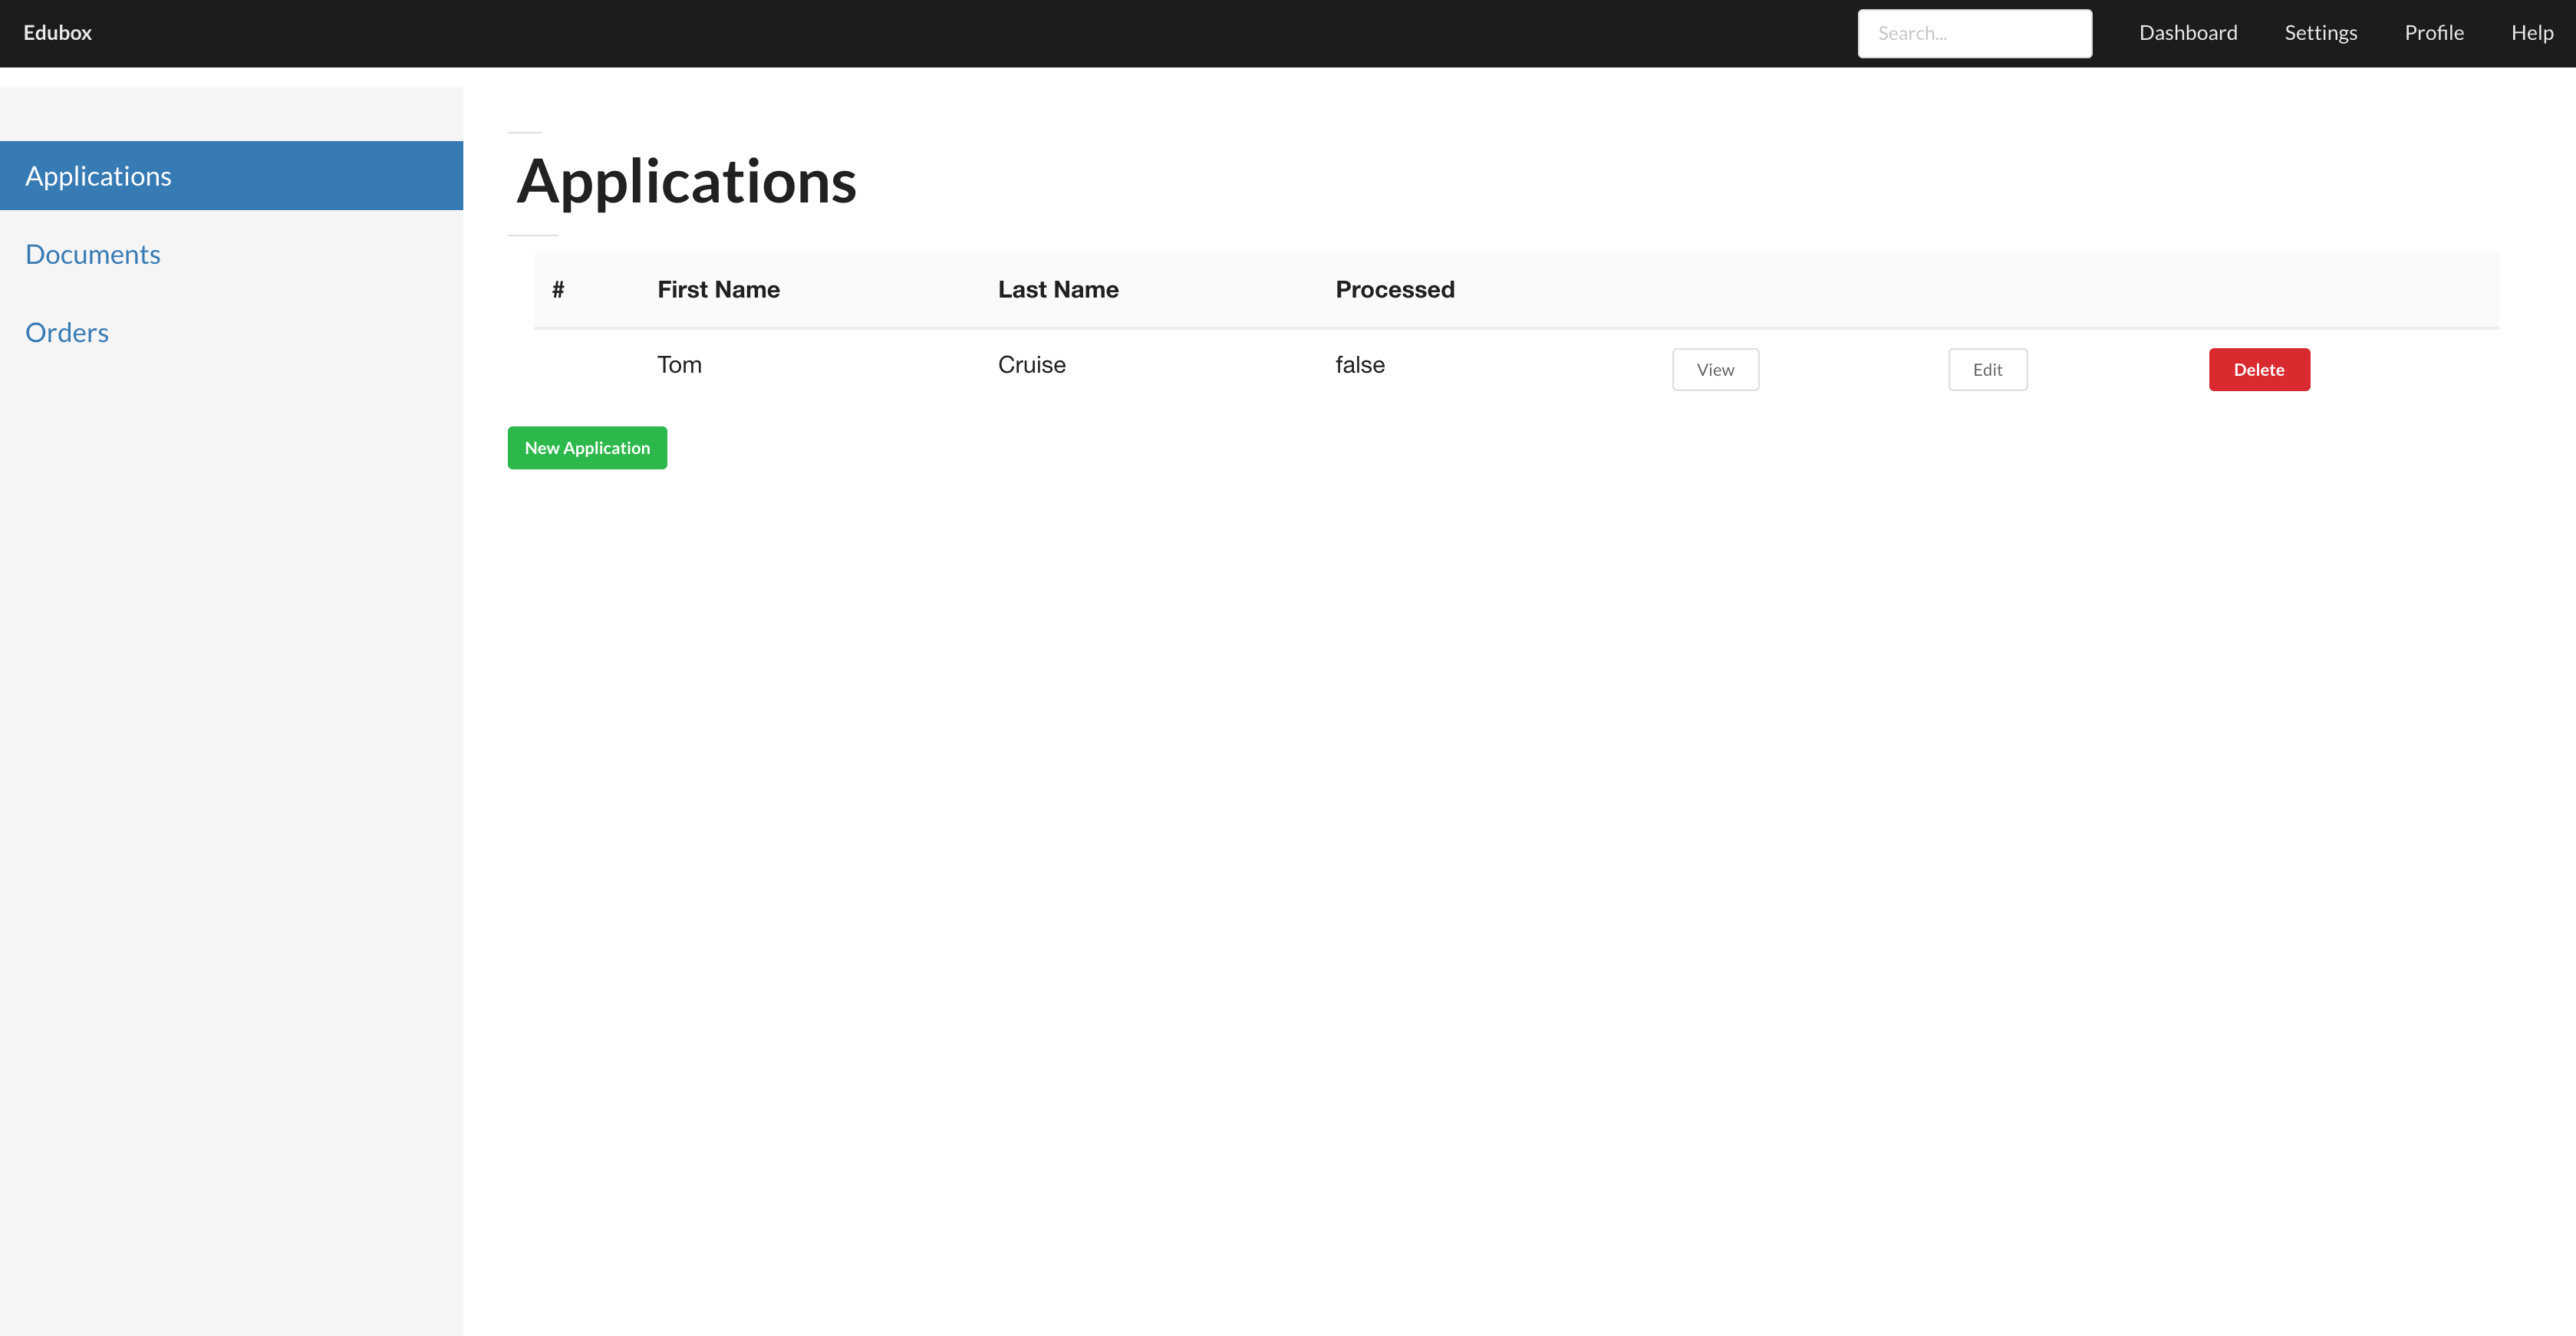 Edubox Search... Dashboard Settings Profile Help
Applications
Documents
Orders
Applications
# First Name Last Name Processed
Tom Cruise false View Edit Delete
New Application